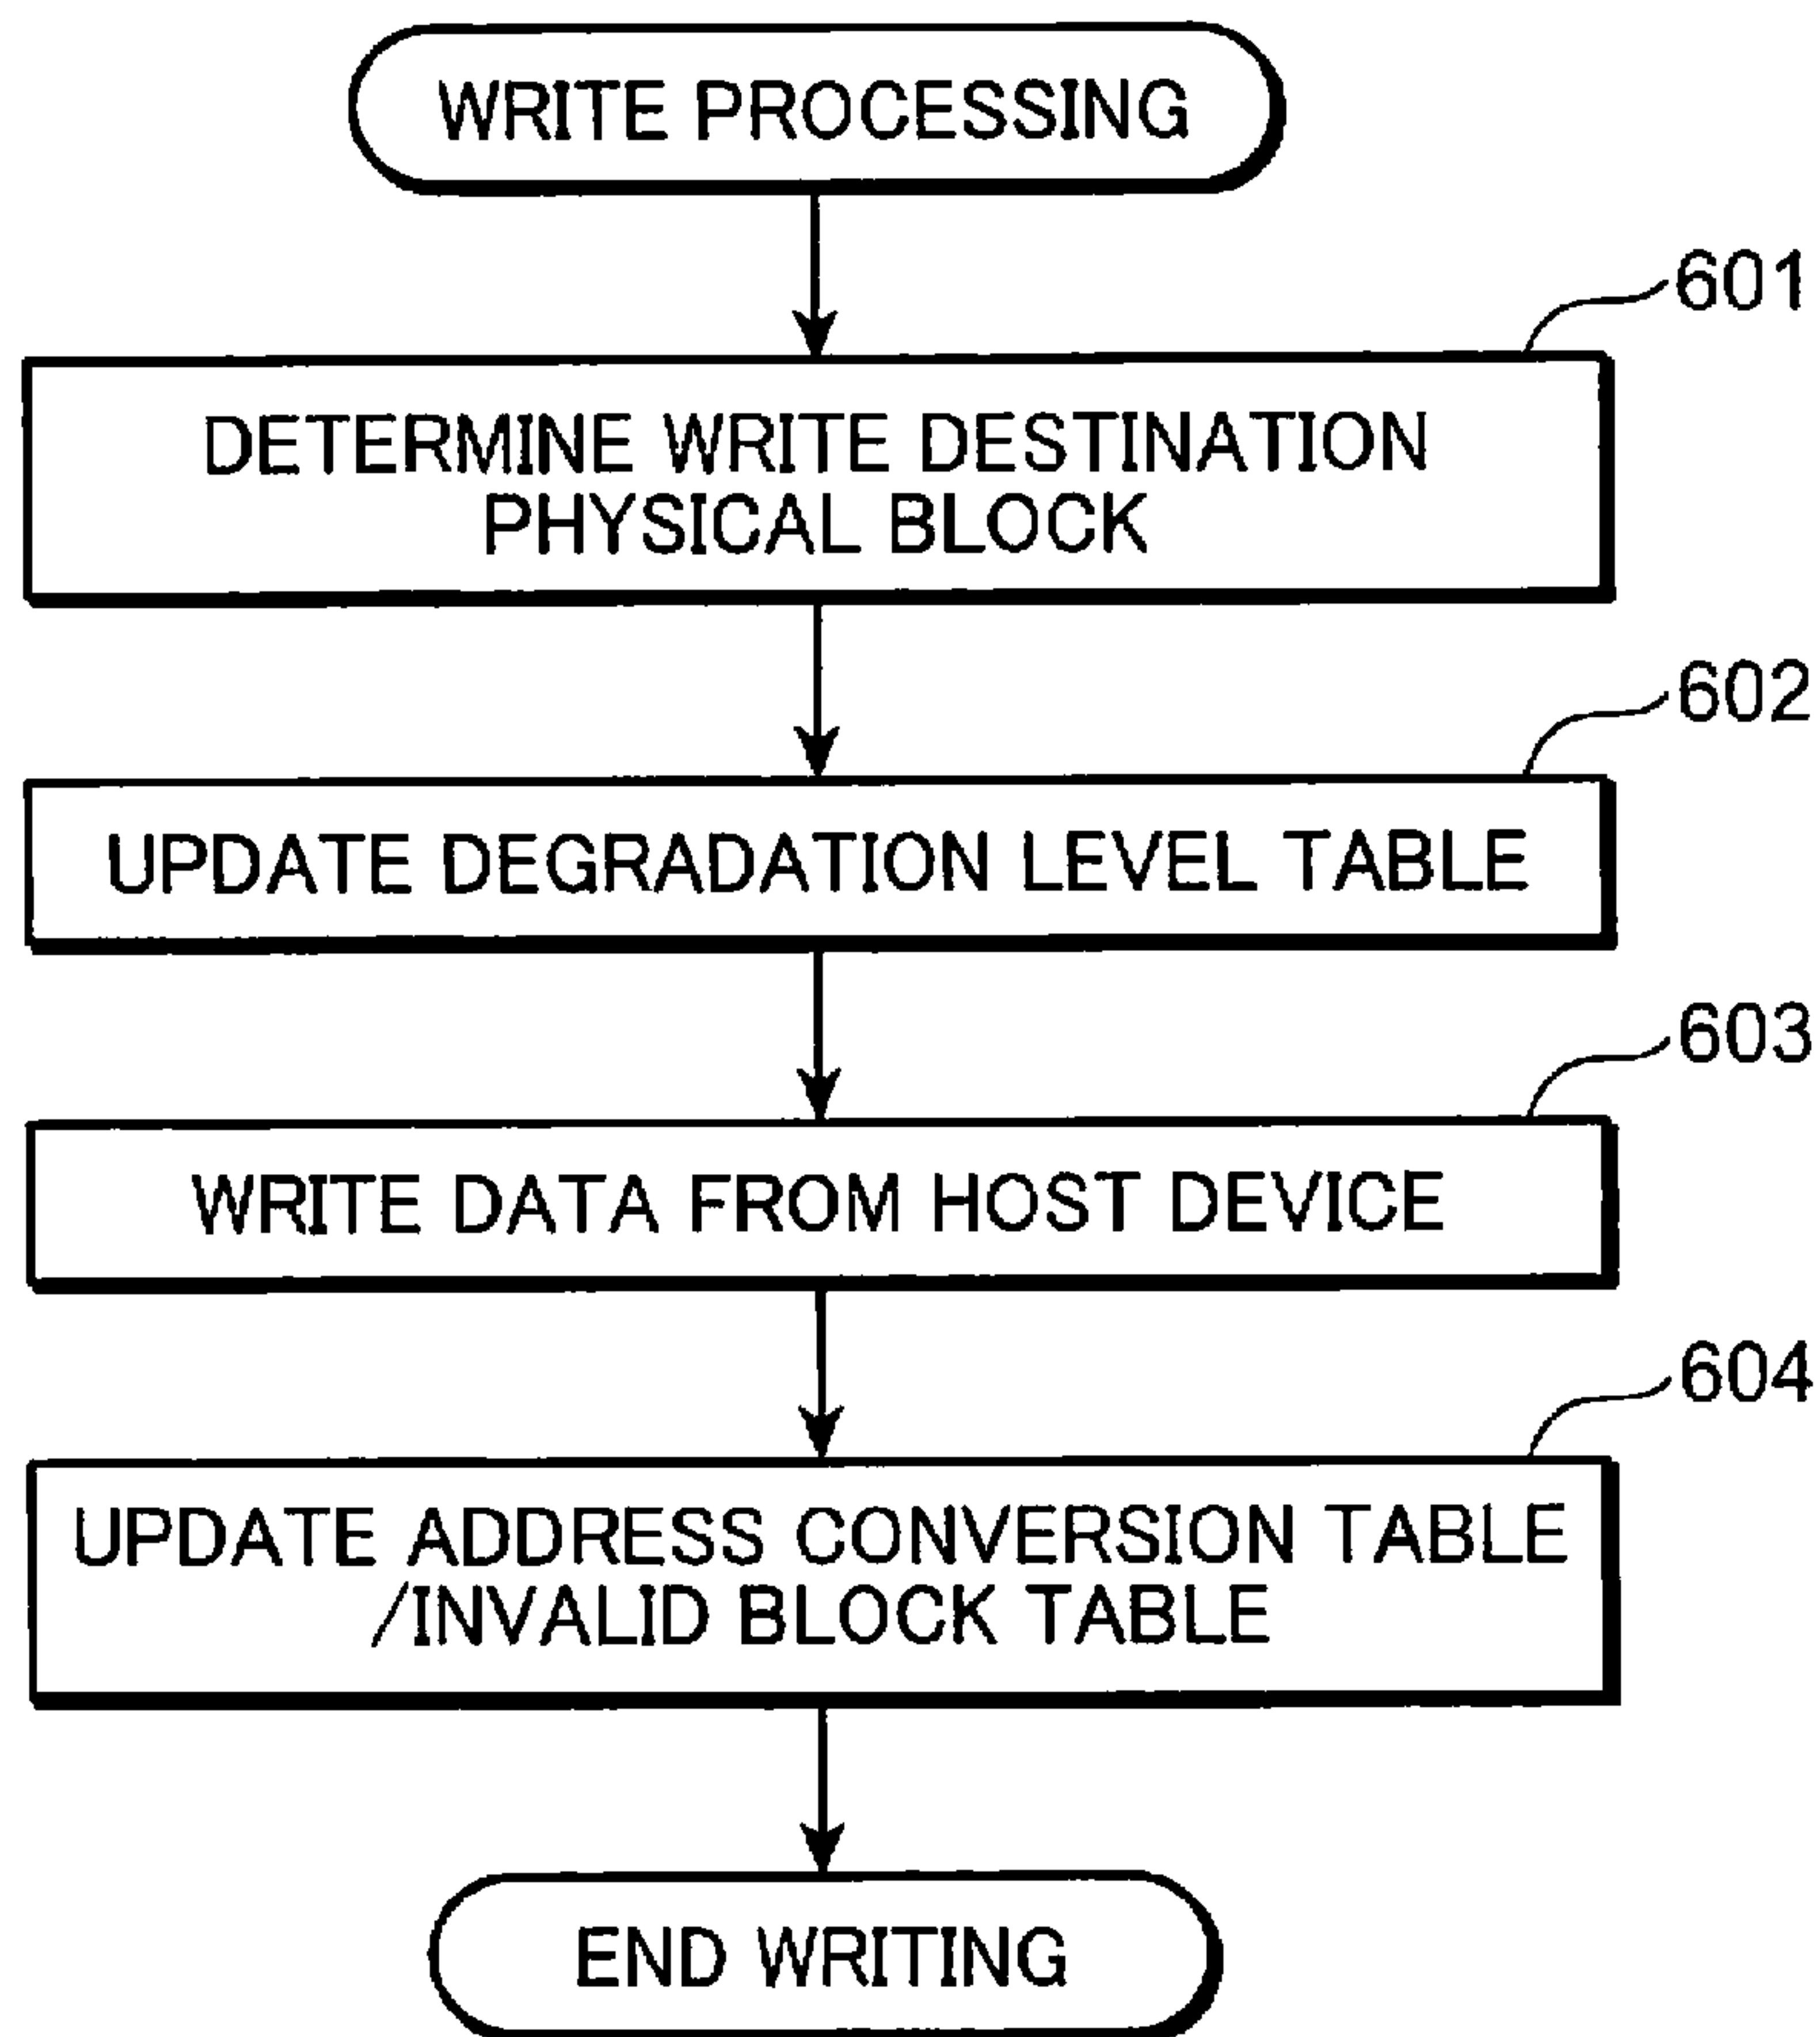 WRITE PROCESSING
601
DETERMINE WRITE DESTINATION
PHYSICAL BLOCK
602
UPDATE DEGRADATION LEVEL TABLE
603
WRITE DATA FROM HOST DEVICE
604
UPDATE ADDRESS CONVERSION TABLE
/INVALID BLOCK TABLE
END WRITING